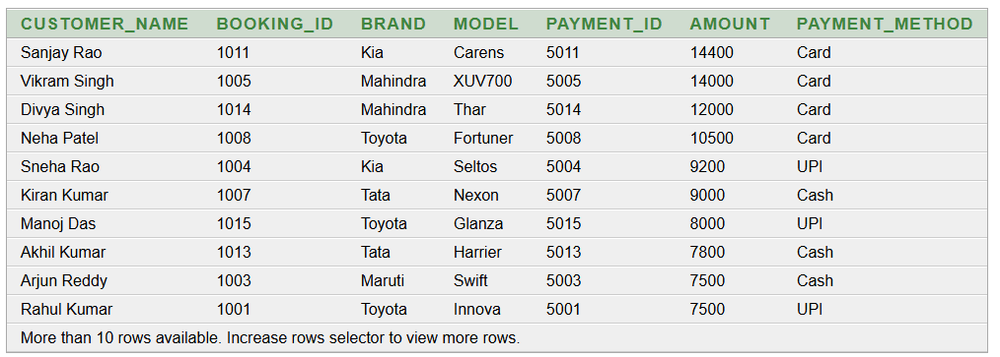 CUSTOMER_NAME BOOKING_ID BRAND MODEL PAYMENT_ID AMOUNT PAYMENT_METHOD
Sanjay Rao 1011 Kia Carens 5011 14400 Card
Vikram Singh 1005 Mahindra XUV700 5005 14000 Card
Divya Singh 1014 Mahindra Thar 5014 12000 Card
Neha Patel 1008 Toyota Fortuner 5008 10500 Card
Sneha Rao 1004 Kia Seltos 5004 9200 UPI
Kiran Kumar 1007 Tata Nexon 5007 9000 Cash
Manoj Das 1015 Toyota Glanza 5015 8000 UPI
Akhil Kumar 1013 Tata Harrier 5013 7800 Cash
Arjun Reddy 1003 Maruti Swift 5003 7500 Cash
Rahul Kumar 1001 Toyota Innova 5001 7500 UPI
More than 10 rows available. Increase rows selector to view more rows.